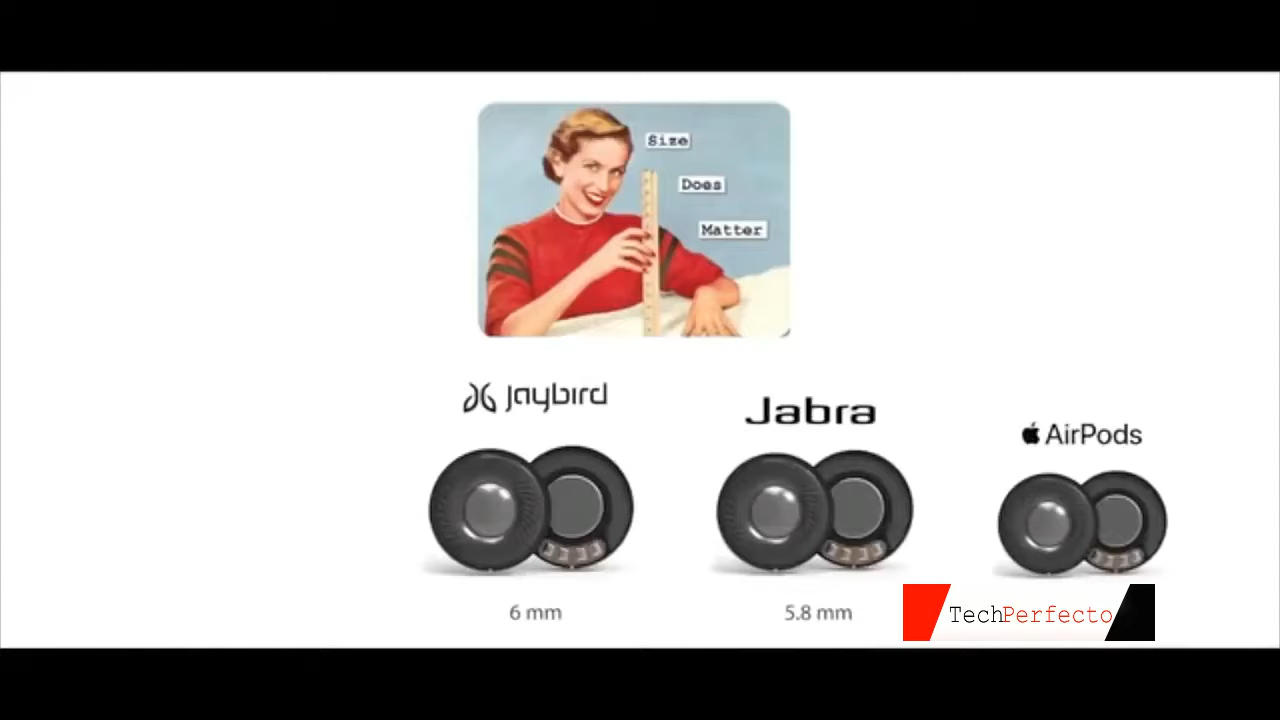 Size
Does
Matter
Jaybird
Jabra
AirPods
6 mm
5.8 mm
TechPerfecto